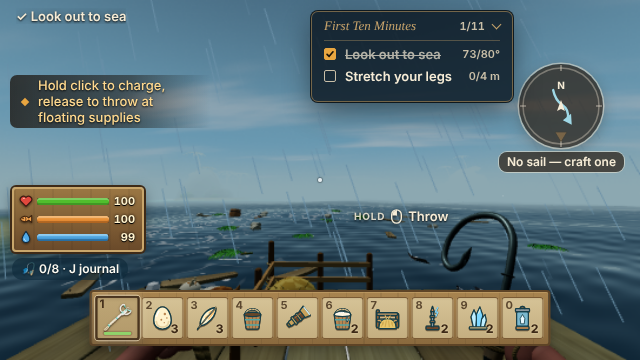 ✓ Look out to sea
First Ten Minutes 1/11
Look out to sea 73/80°
Stretch your legs 0/4 m
Hold click to charge,
release to throw at
floating supplies
N
No sail — craft one
100
100
99
HOLD Throw
0/8 · J journal
1 2 3 4 5 6 7 8 9 0
3 3 2 2 2 2